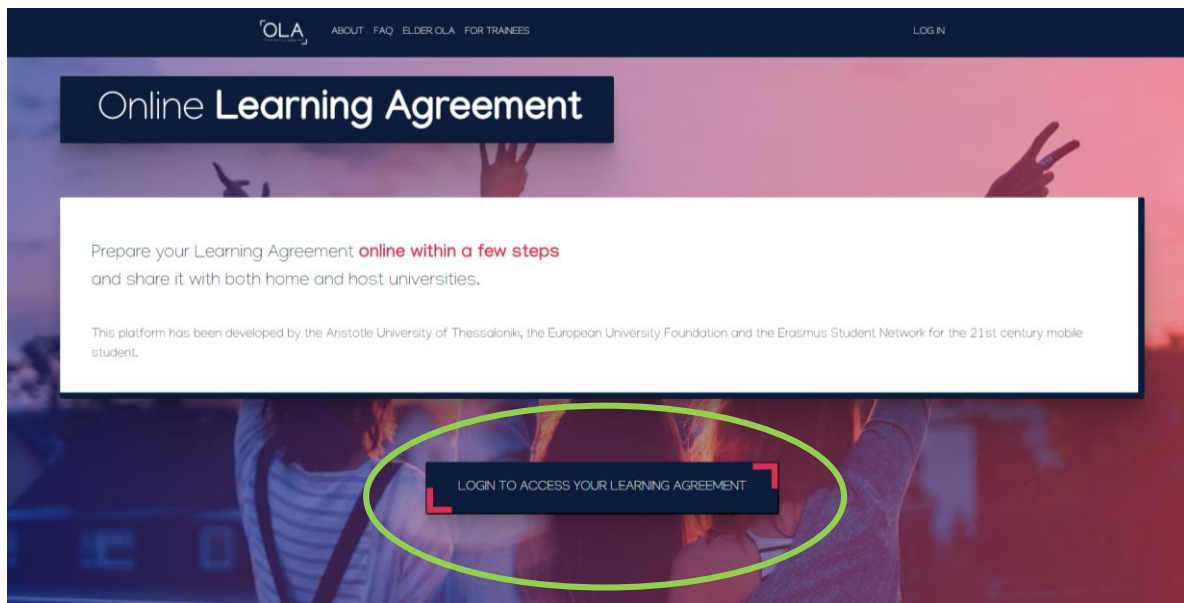 OLA ABOUT FAQ ELDER OLA FOR TRAINEES LOG IN
Online Learning Agreement
Prepare your Learning Agreement online within a few steps
and share it with both home and host universities.
This platform has been developed by the Aristotle University of Thessaloniki, the European University Foundation and the Erasmus Student Network for the 21st century mobile
student.
LOGIN TO ACCESS YOUR LEARNING AGREEMENT